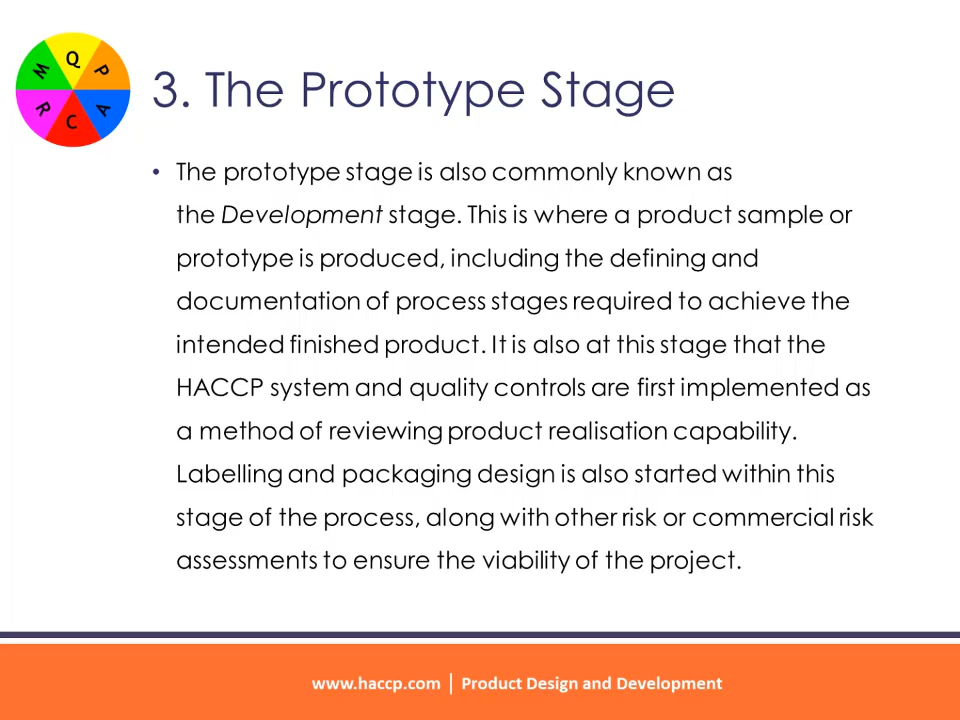 Q
P
A
C
R
M
3. The Prototype Stage
• The prototype stage is also commonly known as
the Development stage. This is where a product sample or
prototype is produced, including the defining and
documentation of process stages required to achieve the
intended finished product. It is also at this stage that the
HACCP system and quality controls are first implemented as
a method of reviewing product realisation capability.
Labelling and packaging design is also started within this
stage of the process, along with other risk or commercial risk
assessments to ensure the viability of the project.
www.haccp.com | Product Design and Development